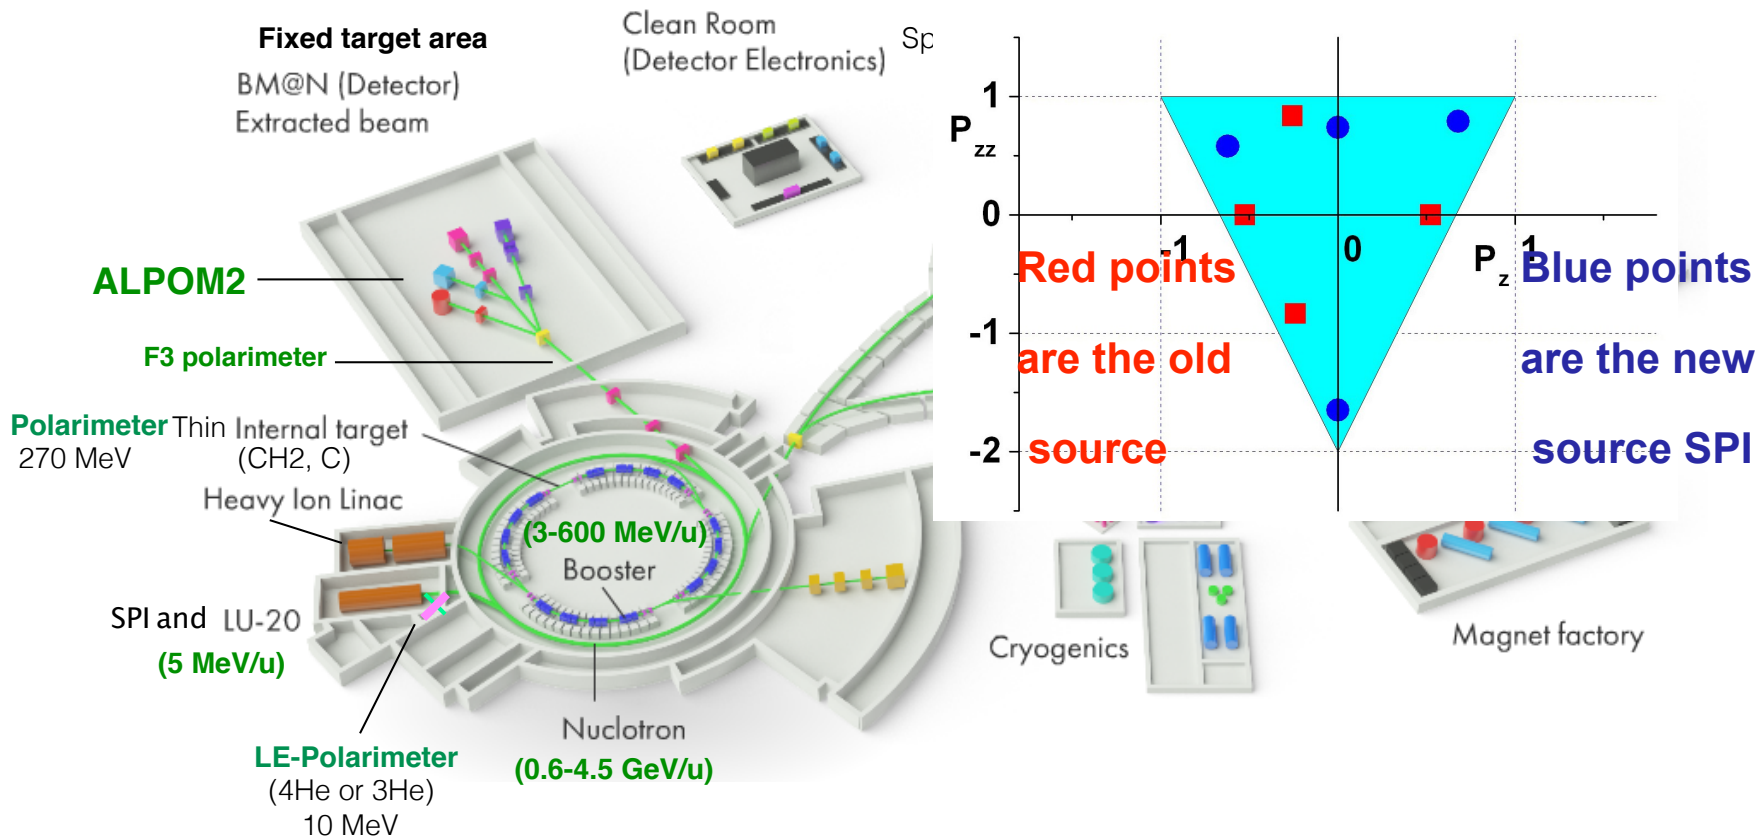 Fixed target area
BM@N (Detector)
Extracted beam
Clean Room
(Detector Electronics)
Sp
ALPOM2
F3 polarimeter
Polarimeter Thin Internal target
270 MeV (CH2, C)
Heavy Ion Linac
(3-600 MeV/u)
Booster
SPI and LU-20
(5 MeV/u)
Nuclotron
(0.6-4.5 GeV/u)
LE-Polarimeter
(4He or 3He)
10 MeV
Cryogenics
Magnet factory
1
P zz
0
-1
-2
-1 0 1
P z
Red points
are the old
source
Blue points
are the new
source SPI